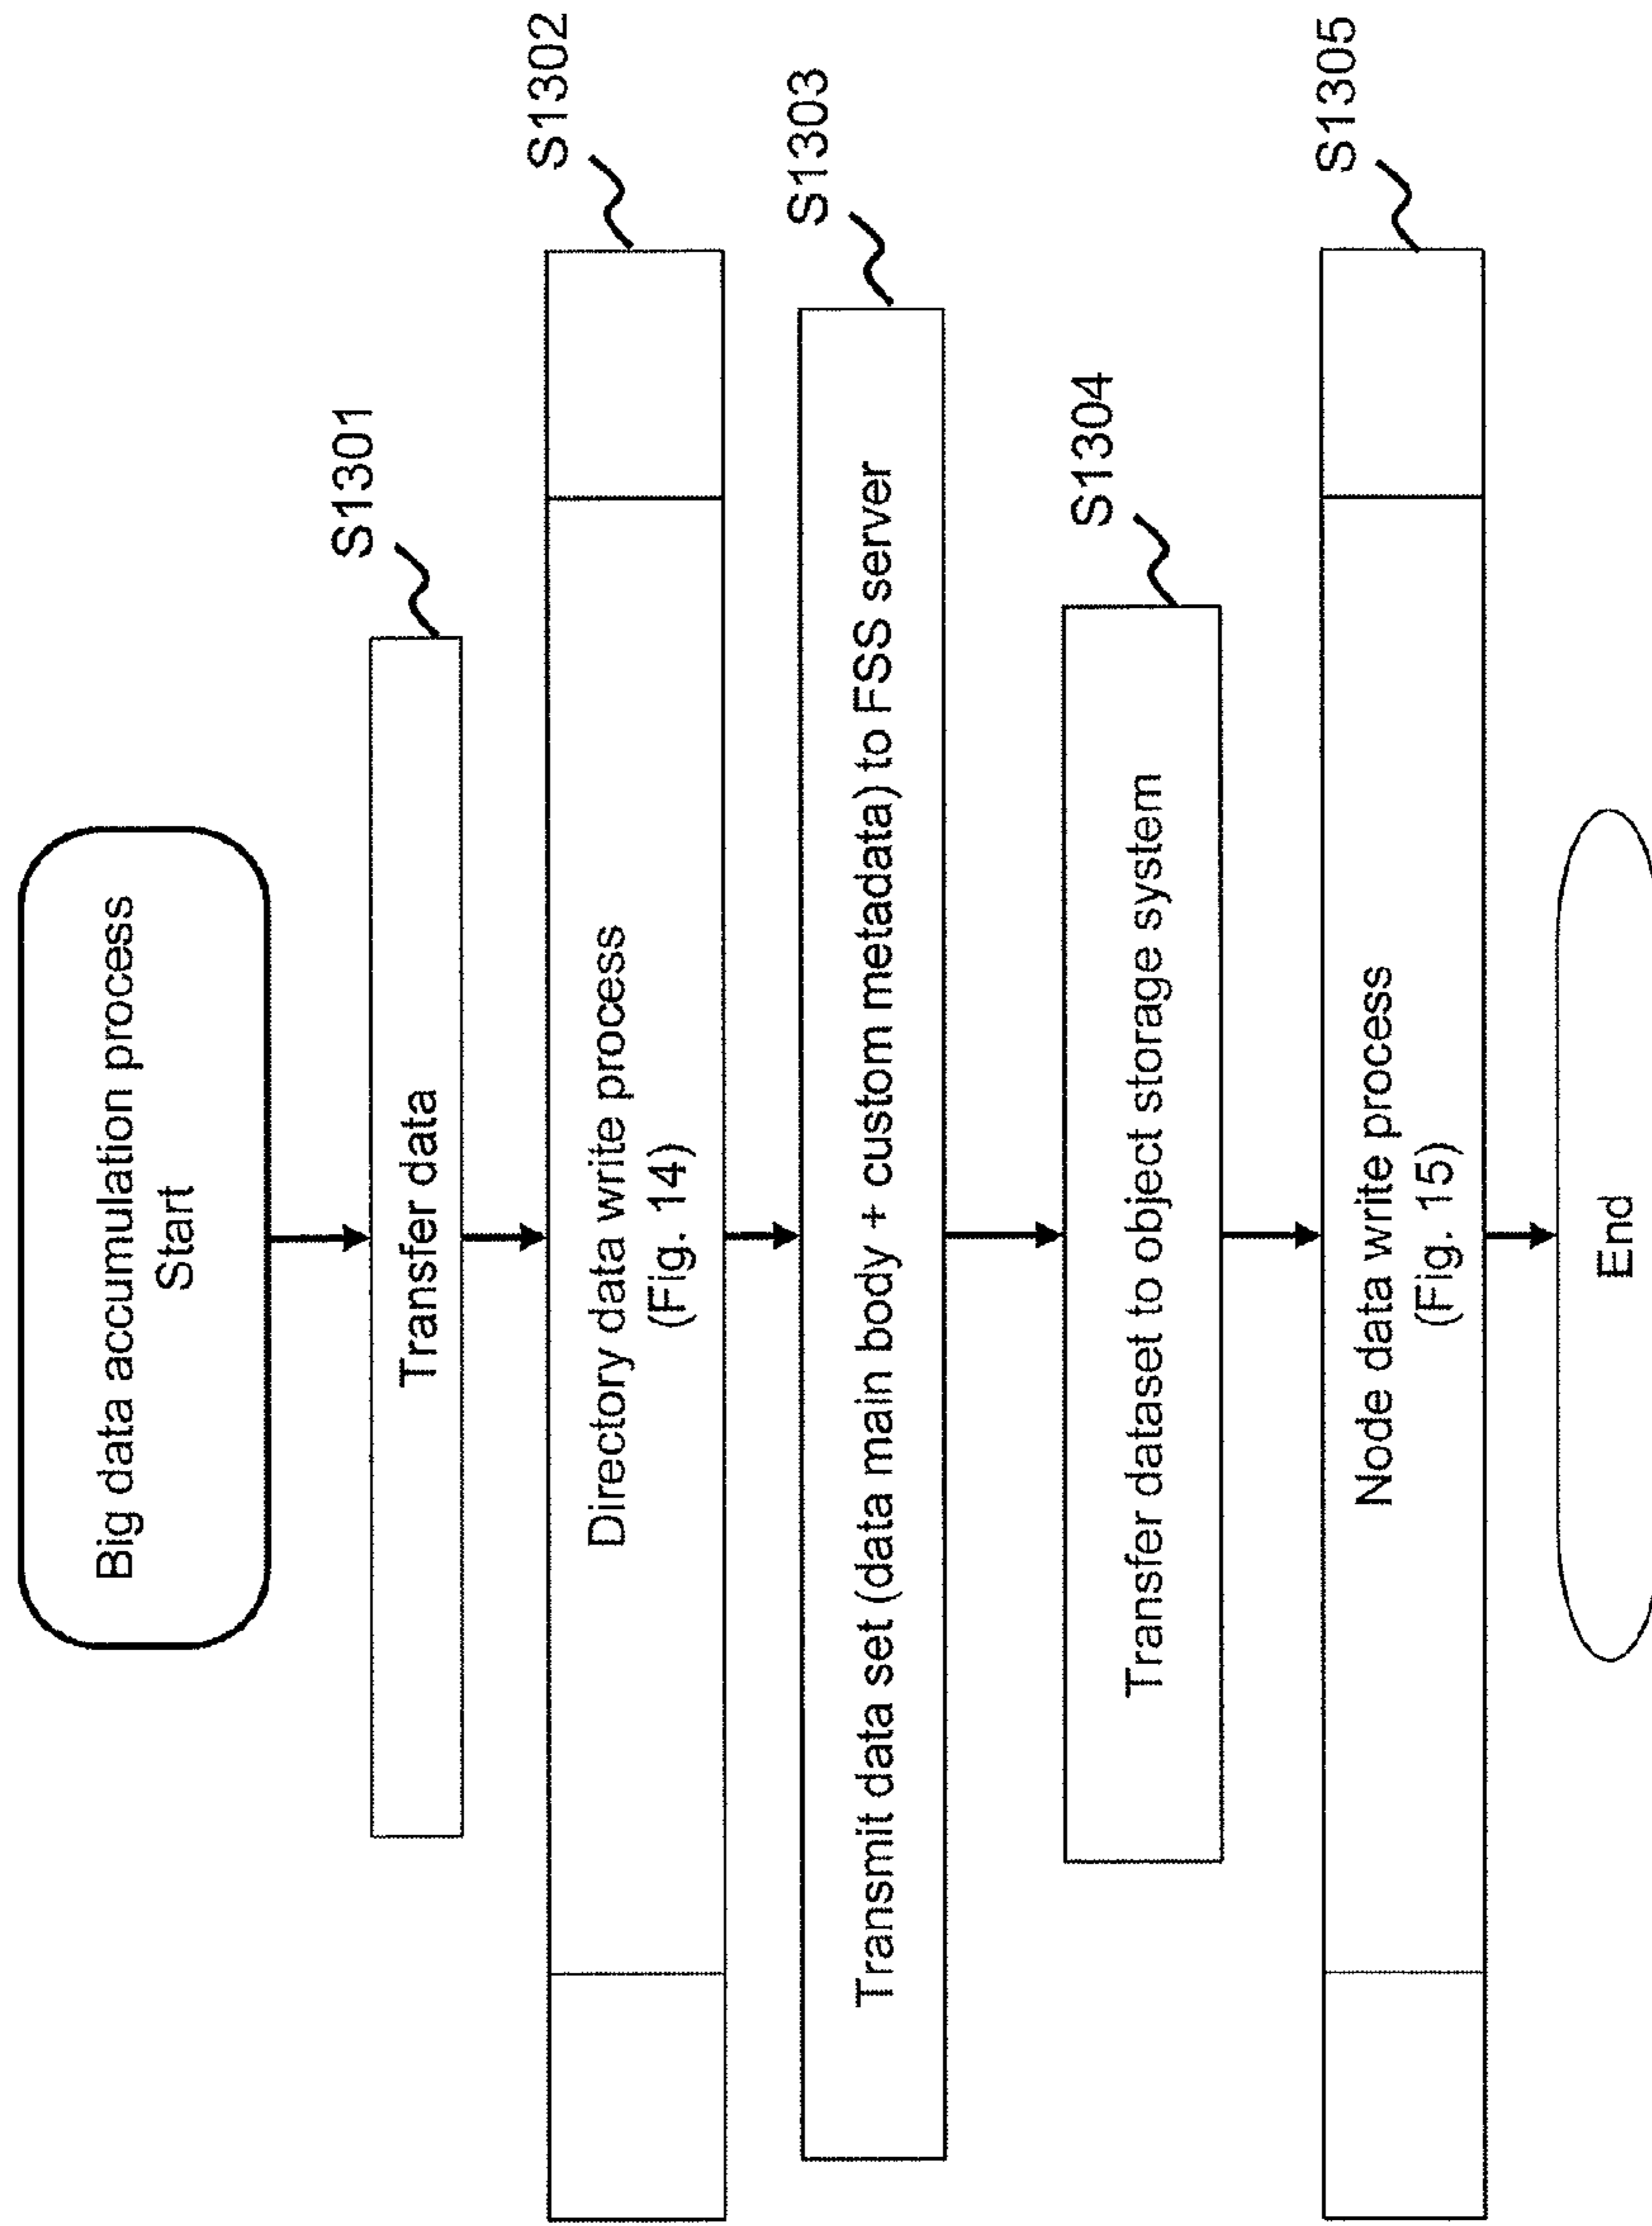 Big data accumulation process
Start
S1301
Transfer data
S1302
Directory data write process
(Fig. 14)
S1303
Transmit data set (data main body + custom metadata) to FSS server
S1304
Transfer dataset to object storage system
S1305
Node data write process
(Fig. 15)
End